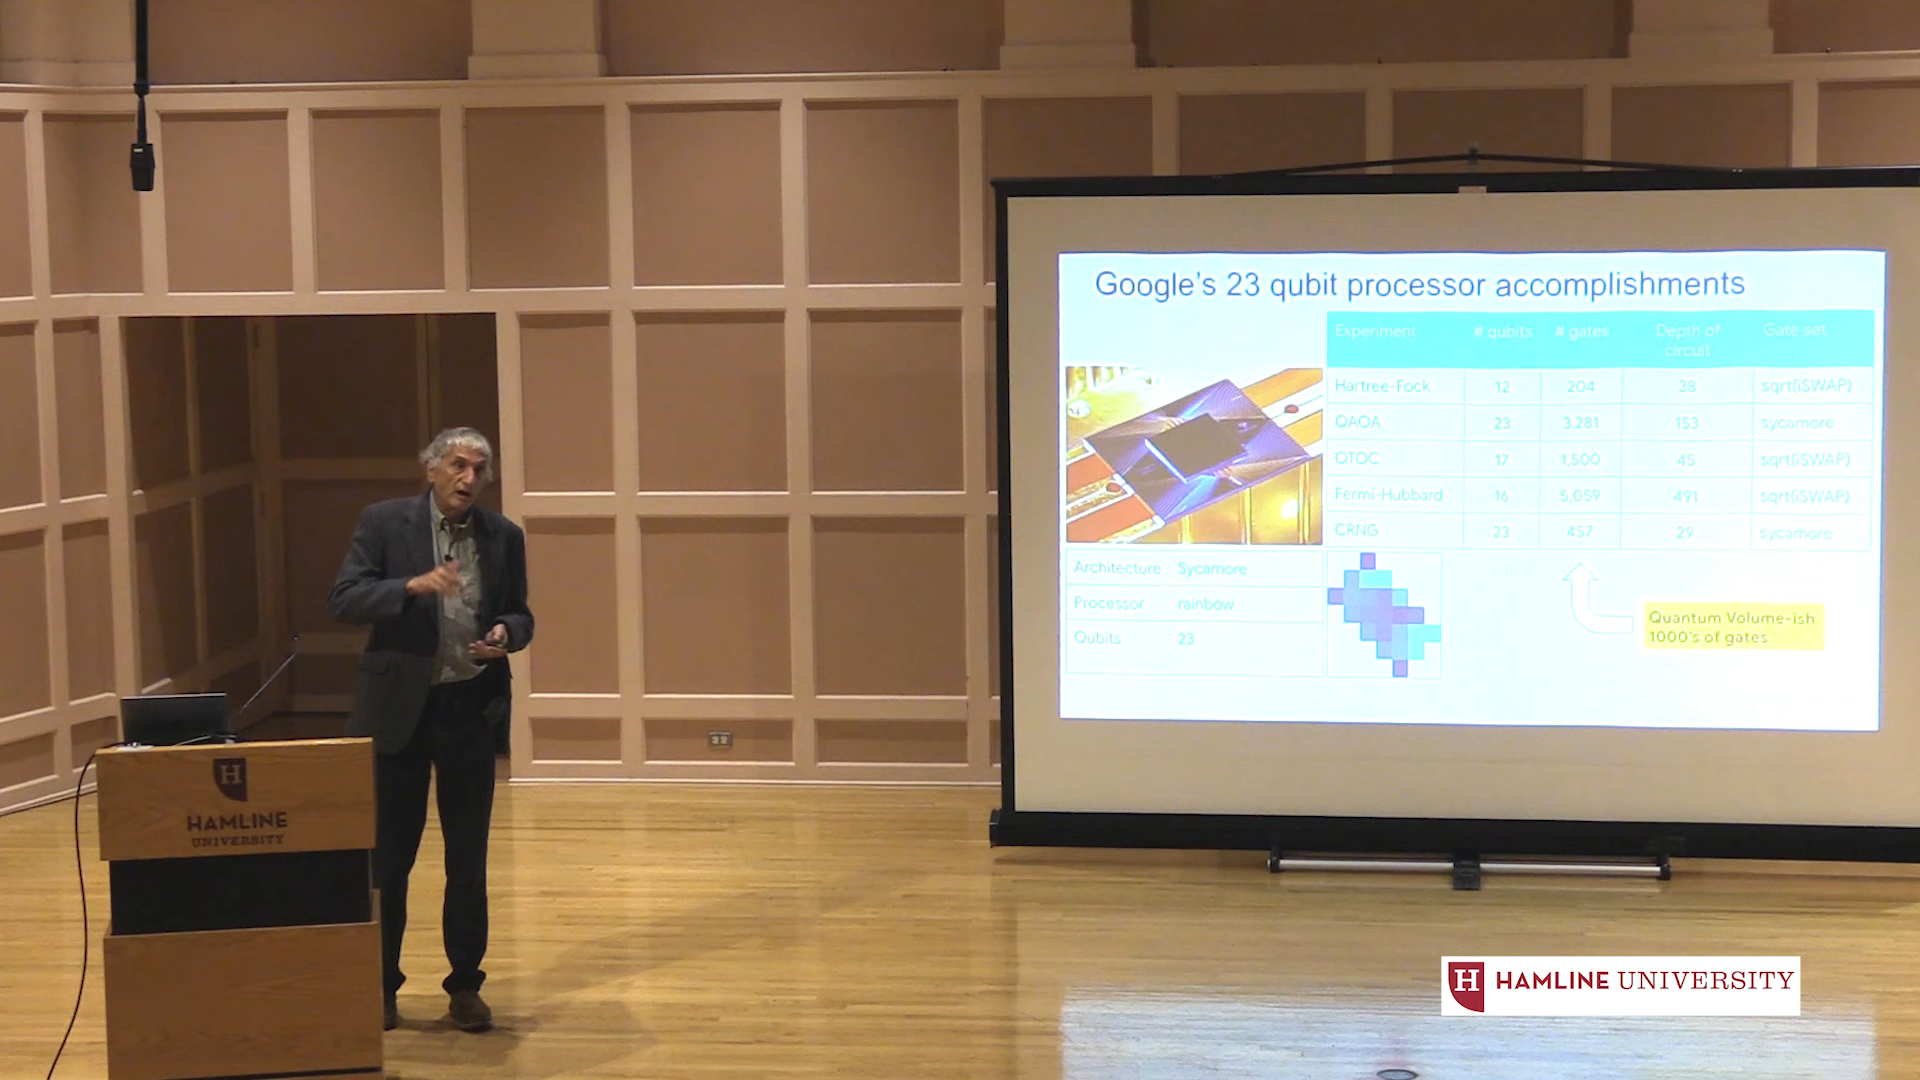 Google's 23 qubit processor accomplishments
Experiment # qubits # gates Depth of circuit Gate set
Hartree-Fock 12 204 38 sqrt(iSWAP)
QAOA 23 3,281 153 sycamore
OTOC 17 1,500 45 sqrt(iSWAP)
Fermi-Hubbard 16 5,059 491 sqrt(iSWAP)
CRNG 23 457 29 sycamore
Architecture Sycamore
Processor rainbow
Qubits 23
Quantum Volume-ish
1000's of gates
H
HAMLINE
UNIVERSITY
H HAMLINE UNIVERSITY